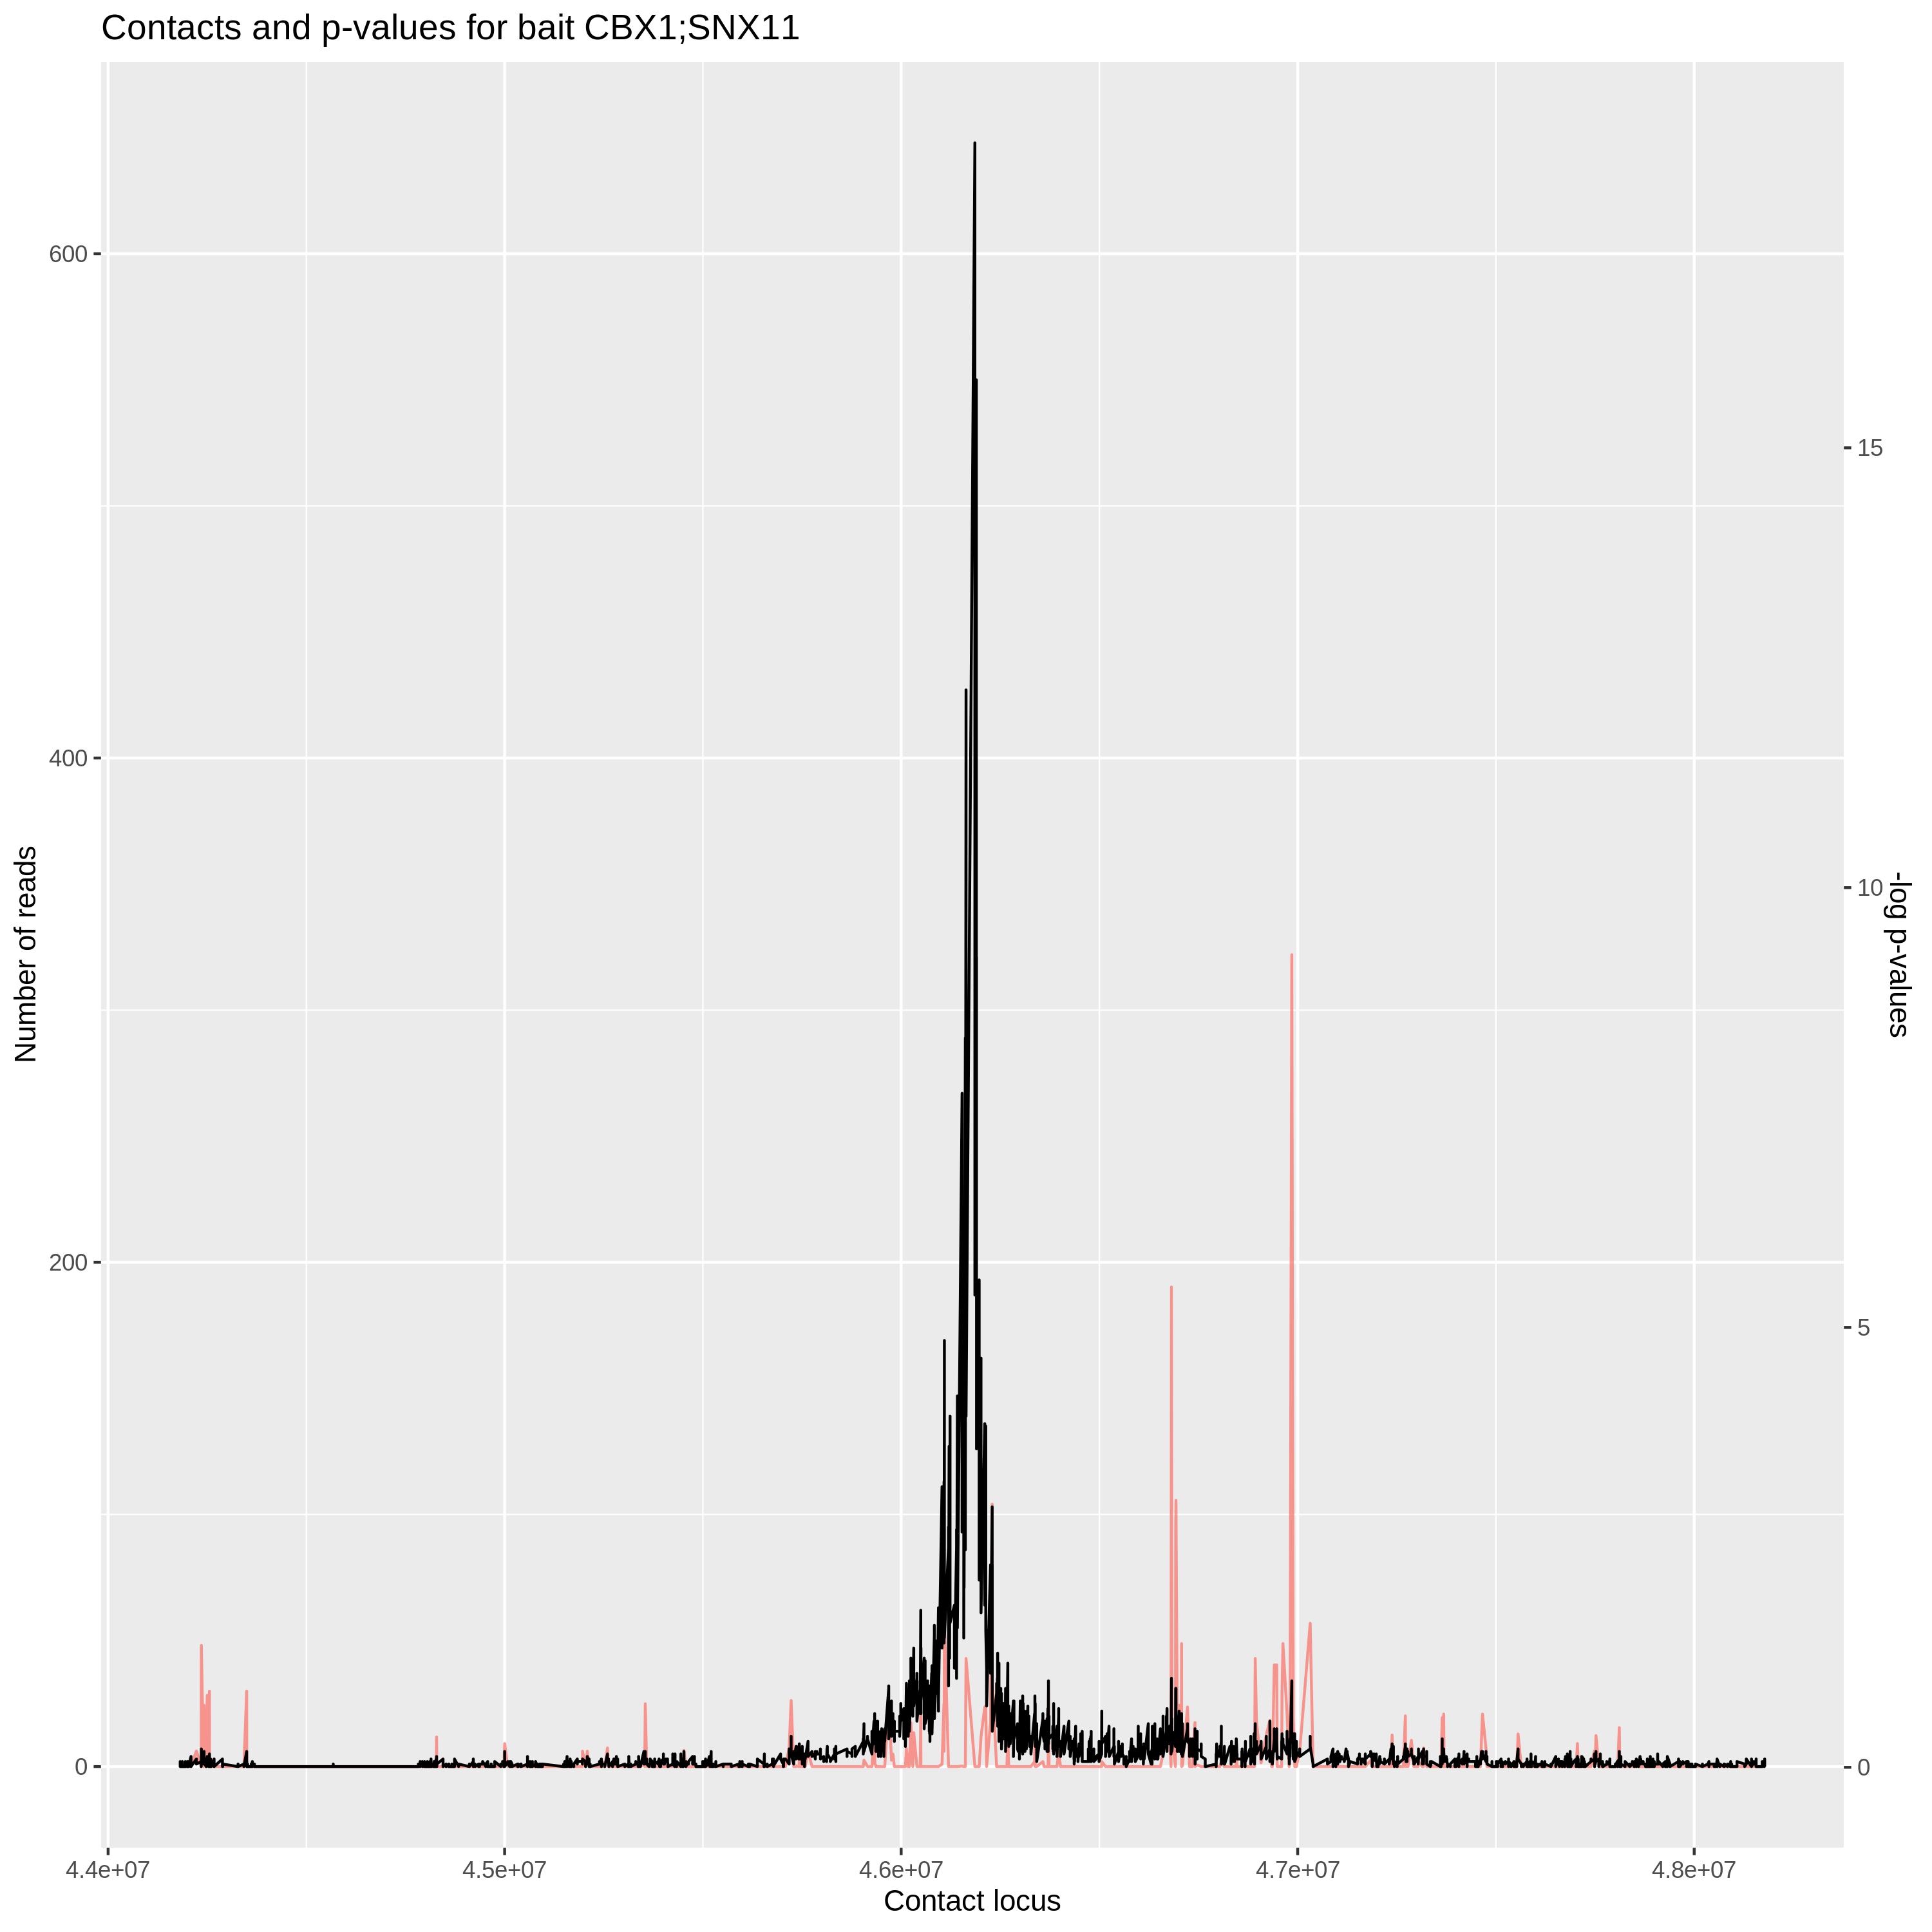 Contacts and p-values for bait CBX1;SNX11
600
400
200
0
Number of reads
15
10
5
0
-log p-values
4.4e+07
4.5e+07
4.6e+07
4.7e+07
4.8e+07
Contact locus